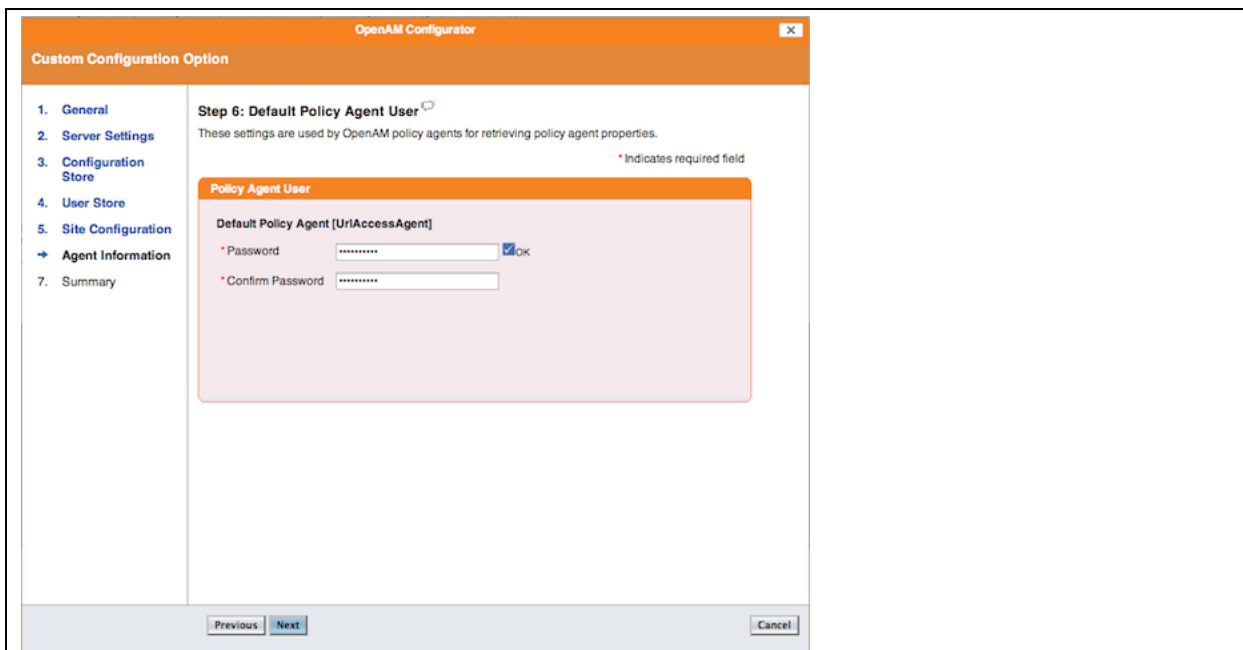 OpenAM Configurator
Custom Configuration Option
1. General
2. Server Settings
3. Configuration
Store
4. User Store
5. Site Configuration
Agent Information
7. Summary
Step 6: Default Policy Agent User
These settings are used by OpenAM policy agents for retrieving policy agent properties.
* Indicates required field
Policy Agent User
Default Policy Agent [UrlAccessAgent]
* Password •••••••••• OK
* Confirm Password ••••••••••
Previous Next Cancel